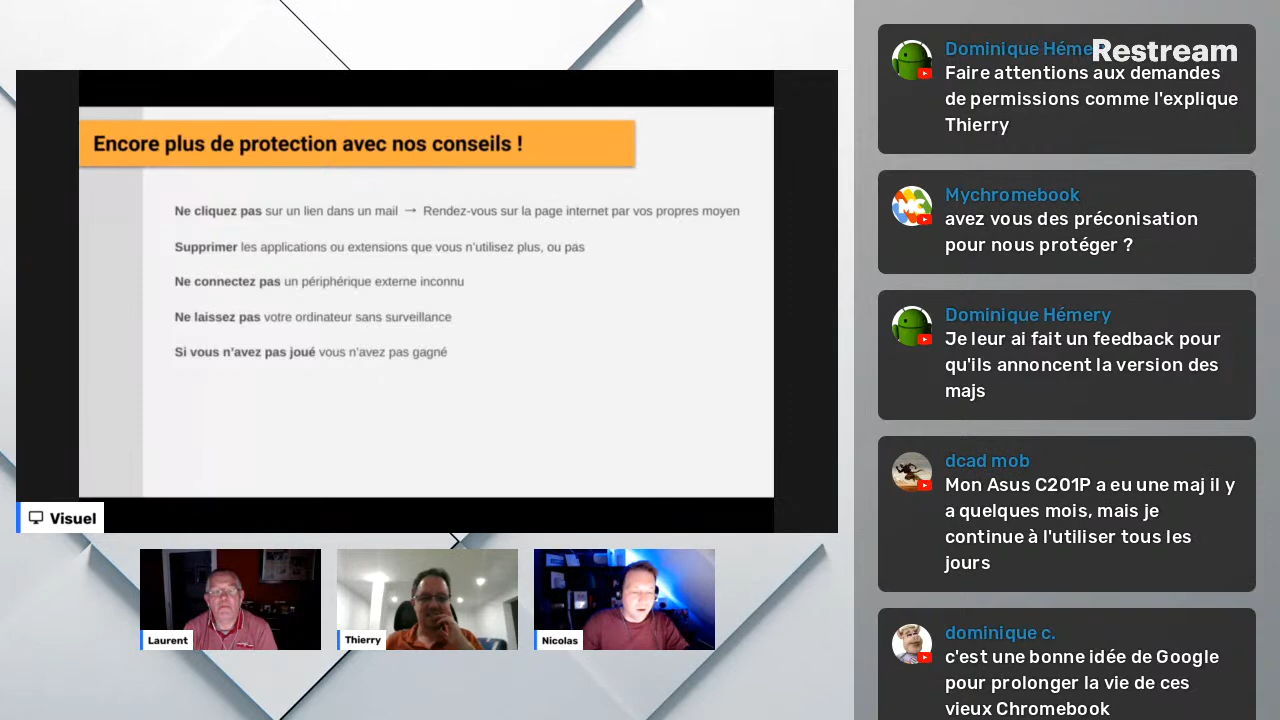 Encore plus de protection avec nos conseils !
Ne cliquez pas sur un lien dans un mail → Rendez-vous sur la page internet par vos propres moyen
Supprimer les applications ou extensions que vous n'utilisez plus, ou pas
Ne connectez pas un périphérique externe inconnu
Ne laissez pas votre ordinateur sans surveillance
Si vous n'avez pas joué vous n'avez pas gagné
Visuel
Laurent
Thierry
Nicolas
Restream
Dominique Héme
Faire attentions aux demandes
de permissions comme l'explique
Thierry
Mychromebook
avez vous des préconisation
pour nous protéger ?
Dominique Hémery
Je leur ai fait un feedback pour
qu'ils annoncent la version des
majs
dcad mob
Mon Asus C201P a eu une maj il y
a quelques mois, mais je
continue à l'utiliser tous les
jours
dominique c.
c'est une bonne idée de Google
pour prolonger la vie de ces
vieux Chromebook